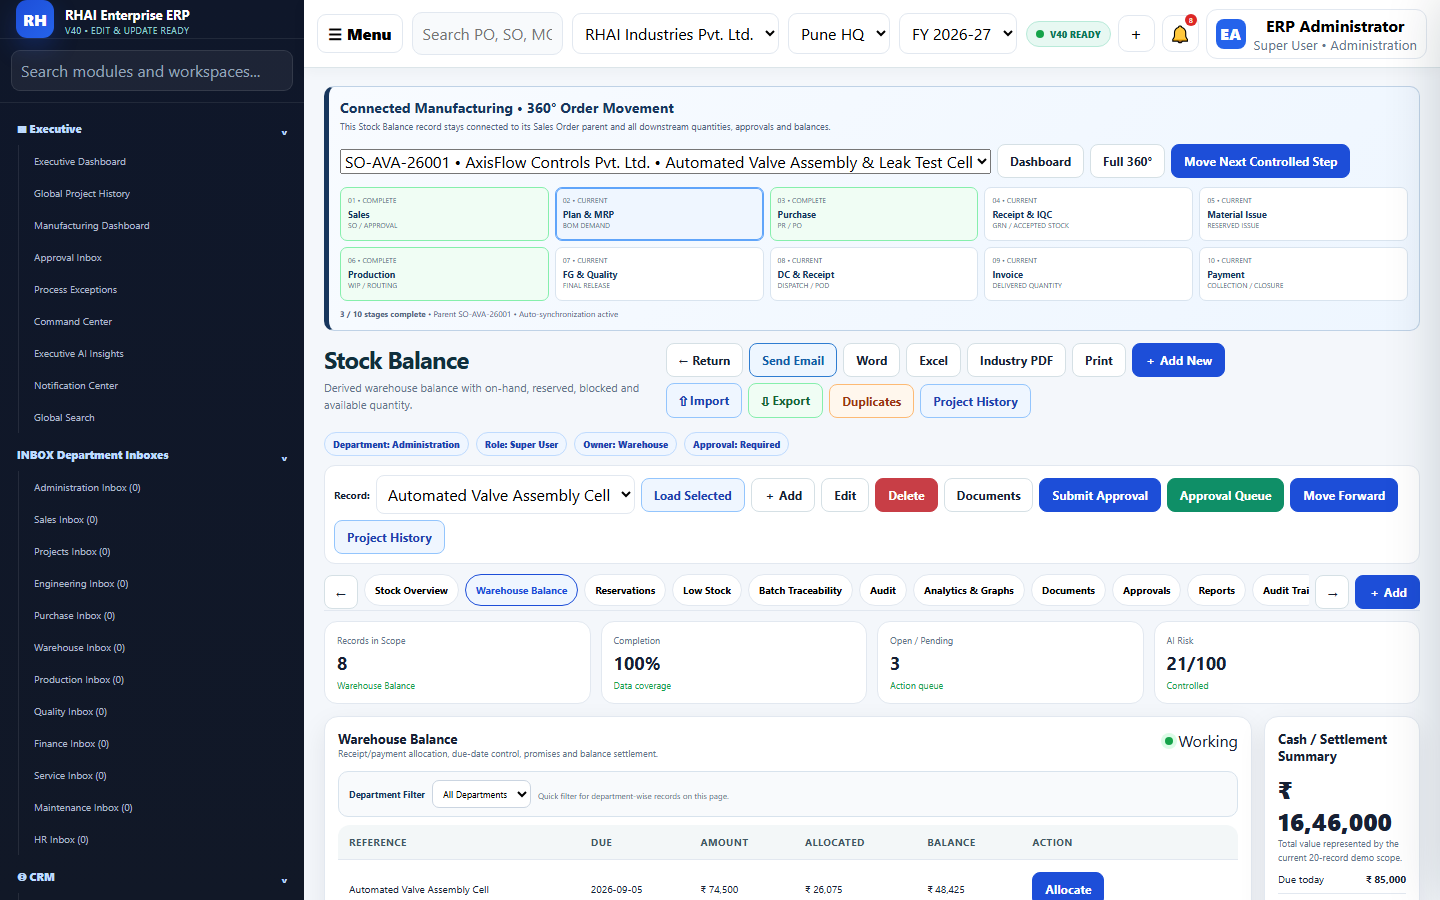 RH
RHAI Enterprise ERP
V40 • EDIT & UPDATE READY
Search modules and workspaces...
Executive
Executive Dashboard
Global Project History
Manufacturing Dashboard
Approval Inbox
Process Exceptions
Command Center
Executive AI Insights
Notification Center
Global Search
INBOX Department Inboxes
Administration Inbox (0)
Sales Inbox (0)
Projects Inbox (0)
Engineering Inbox (0)
Purchase Inbox (0)
Warehouse Inbox (0)
Production Inbox (0)
Quality Inbox (0)
Finance Inbox (0)
Service Inbox (0)
Maintenance Inbox (0)
HR Inbox (0)
CRM
☰ Menu
Search PO, SO, MC
RHAI Industries Pvt. Ltd.
Pune HQ
FY 2026-27
V40 READY
+
8
EA
ERP Administrator
Super User • Administration
Connected Manufacturing • 360° Order Movement
This Stock Balance record stays connected to its Sales Order parent and all downstream quantities, approvals and balances.
SO-AVA-26001 • AxisFlow Controls Pvt. Ltd. • Automated Valve Assembly & Leak Test Cell
Dashboard
Full 360°
Move Next Controlled Step
01 • COMPLETE
Sales
SO / APPROVAL
02 • CURRENT
Plan & MRP
BOM DEMAND
03 • COMPLETE
Purchase
PR / PO
04 • CURRENT
Receipt & IQC
GRN / ACCEPTED STOCK
05 • CURRENT
Material Issue
RESERVED ISSUE
06 • COMPLETE
Production
WIP / ROUTING
07 • CURRENT
FG & Quality
FINAL RELEASE
08 • CURRENT
DC & Receipt
DISPATCH / POD
09 • CURRENT
Invoice
DELIVERED QUANTITY
10 • CURRENT
Payment
COLLECTION / CLOSURE
3 / 10 stages complete • Parent SO-AVA-26001 • Auto-synchronization active
Stock Balance
Derived warehouse balance with on-hand, reserved, blocked and
available quantity.
← Return
Send Email
Word
Excel
Industry PDF
Print
+ Add New
⇧ Import
⇩ Export
Duplicates
Project History
Department: Administration
Role: Super User
Owner: Warehouse
Approval: Required
Record:
Automated Valve Assembly Cell
Load Selected
+ Add
Edit
Delete
Documents
Submit Approval
Approval Queue
Move Forward
Project History
←
Stock Overview
Warehouse Balance
Reservations
Low Stock
Batch Traceability
Audit
Analytics & Graphs
Documents
Approvals
Reports
Audit Trai
→
+ Add
Records in Scope
8
Warehouse Balance
Completion
100%
Data coverage
Open / Pending
3
Action queue
AI Risk
21/100
Controlled
Warehouse Balance
Receipt/payment allocation, due-date control, promises and balance settlement.
Working
Department Filter
All Departments
Quick filter for department-wise records on this page.
REFERENCE DUE AMOUNT ALLOCATED BALANCE ACTION
Automated Valve Assembly Cell 2026-09-05 ₹ 74,500 ₹ 26,075 ₹ 48,425 Allocate
Cash / Settlement
Summary
₹
16,46,000
Total value represented by the
current 20-record demo scope.
Due today ₹ 85,000